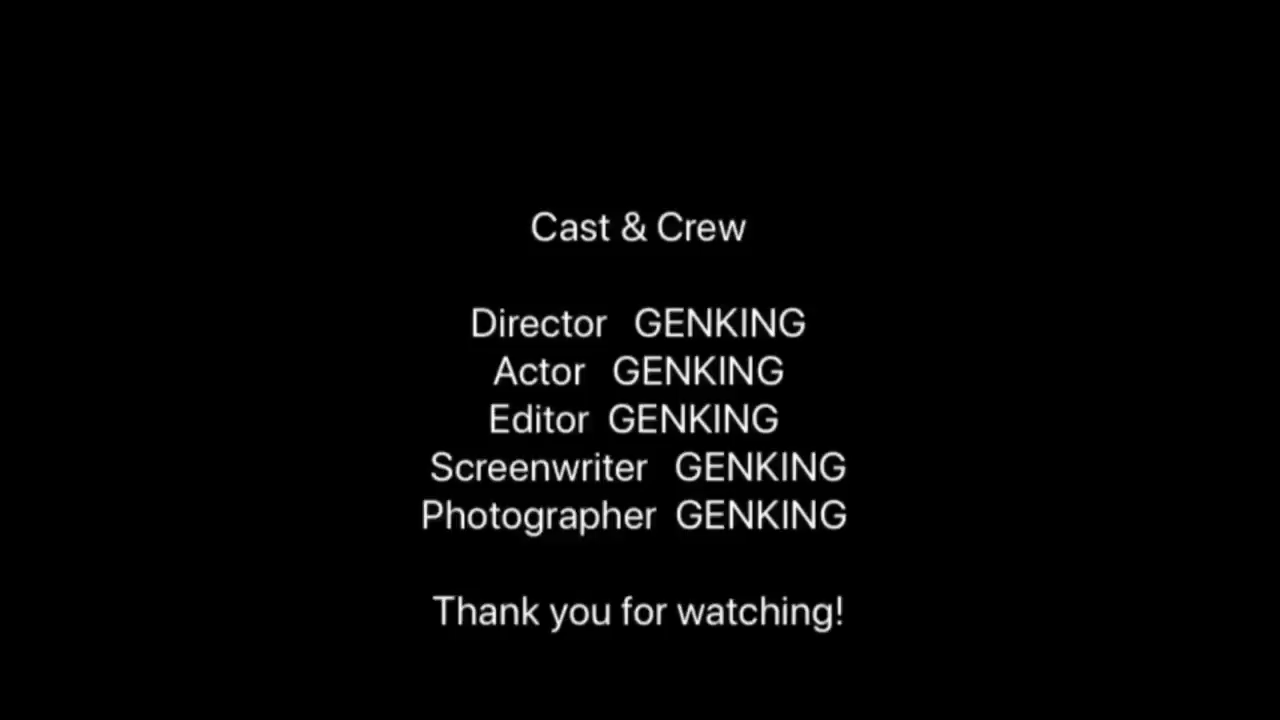 Cast & Crew
Director GENKING
Actor GENKING
Editor GENKING
Screenwriter GENKING
Photographer GENKING
Thank you for watching!